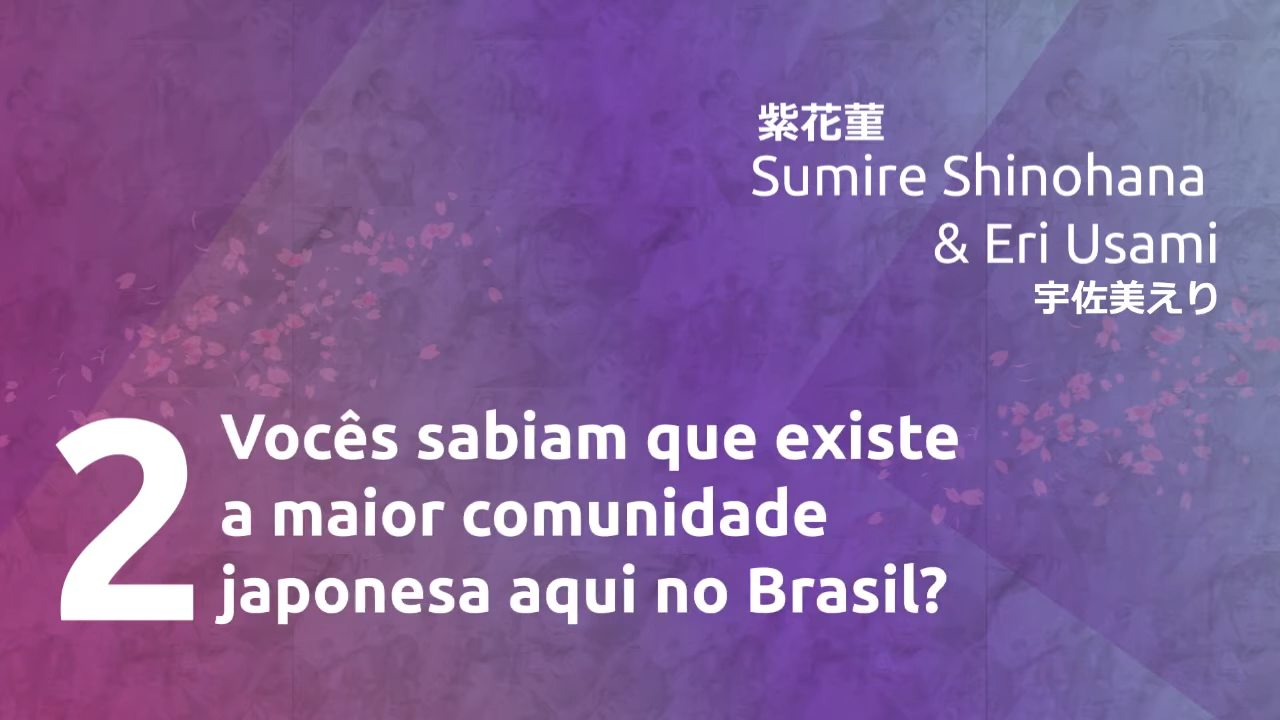 紫花菫
Sumire Shinohana
& Eri Usami
宇佐美えり
2
Vocês sabiam que existe
a maior comunidade
japonesa aqui no Brasil?